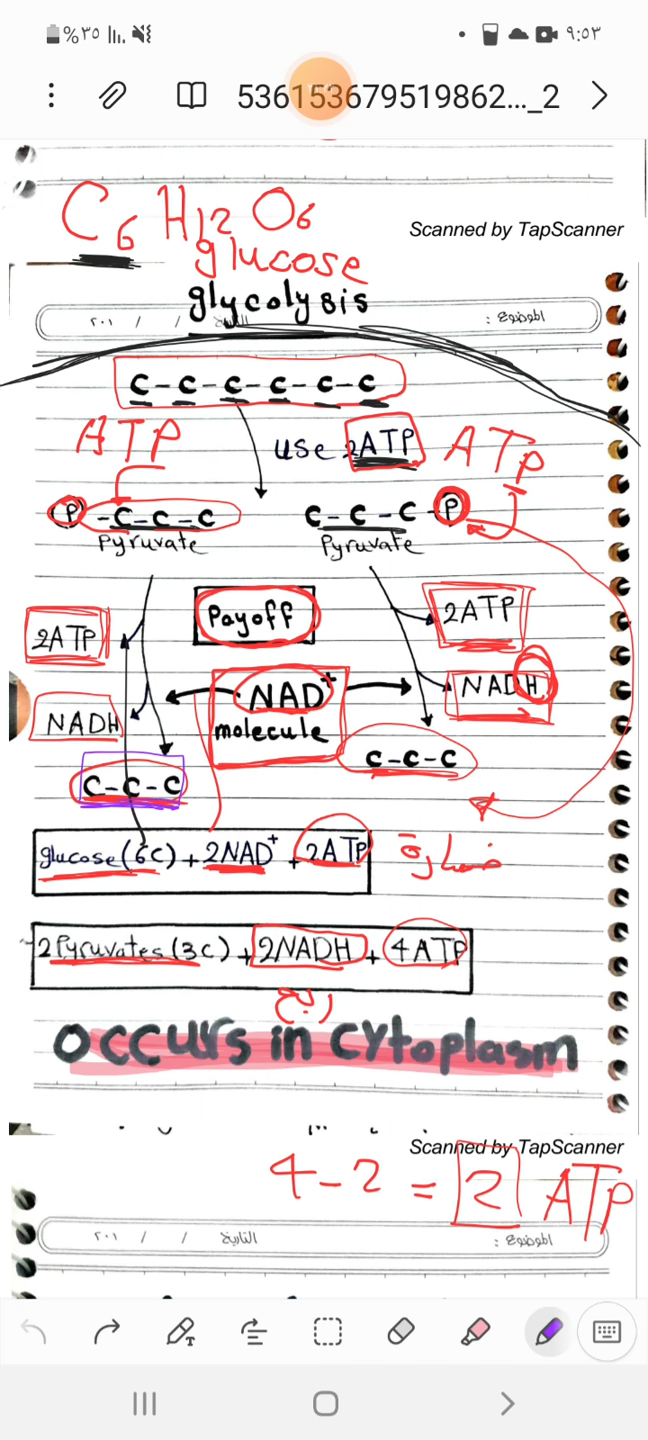 %٣٥
٩:٥٣
536153679519862..._2
C6 H12 O6
Scanned by TapScanner
glucose
glycolysis
٢٠١ / / التاريخ
الموضوع :
C-C-C-C-C-C
ATP
use 2ATP
ATP
P -C-C-C
C-C-C-P
Pyruvate
Pyruvate
Payoff
2ATP
2ATP
NAD+
molecule
NADH
NADH
C-C-C
C-C-C
glucose(6C)+2NAD+ +2ATP
خسارة
2Pyruvates(3C)+2NADH+4ATP
ربح
occurs in cytoplasm
Scanned by TapScanner
4-2=2 ATP
٢٠١ / / التاريخ
الموضوع :
T